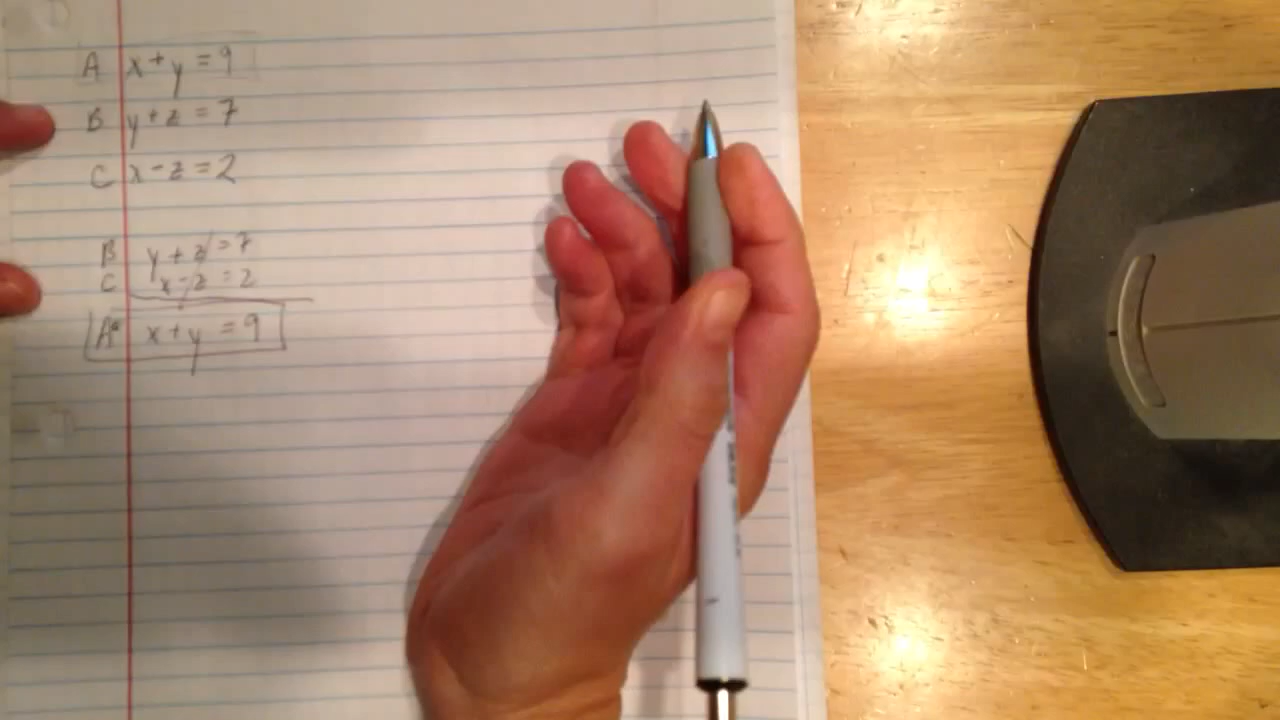 A x + y = 9
B y + z = 7
C x - z = 2
B y + z = 7
C x - z = 2
A x + y = 9